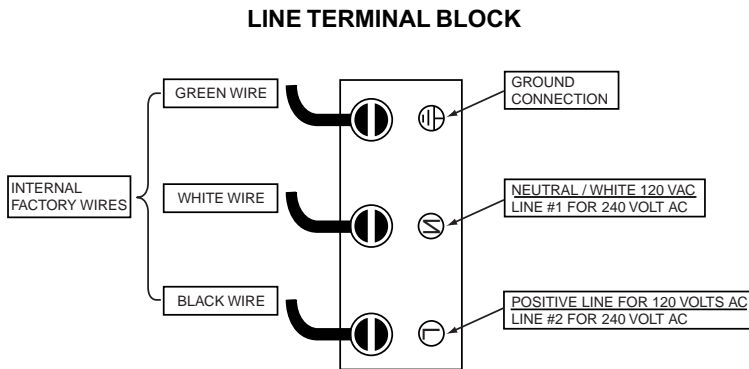 LINE TERMINAL BLOCK
GREEN WIRE
GROUND
CONNECTION
INTERNAL
FACTORY WIRES
WHITE WIRE
N
NEUTRAL / WHITE 120 VAC
LINE #1 FOR 240 VOLT AC
BLACK WIRE
L
POSITIVE LINE FOR 120 VOLTS AC
LINE #2 FOR 240 VOLT AC